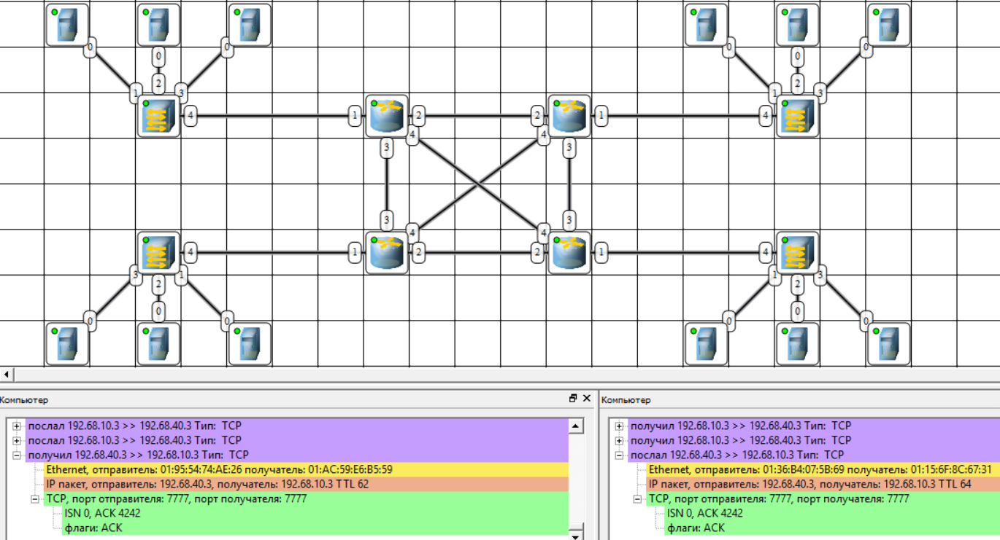 0
0
0
0
0
0
1
2
3
1
2
3
4
1
2
2
1
4
4
4
3
3
3
3
4
4
4
1
2
2
1
4
3
2
1
1
2
3
0
0
0
0
0
0
Компьютер
послал 192.68.10.3 >> 192.68.40.3 Тип: TCP
послал 192.68.10.3 >> 192.68.40.3 Тип: TCP
получил 192.68.40.3 >> 192.68.10.3 Тип: TCP
Ethernet, отправитель: 01:95:54:74:AE:26 получатель: 01:AC:59:E6:B5:59
IP пакет, отправитель: 192.68.40.3, получатель: 192.68.10.3 TTL 62
TCP, порт отправителя: 7777, порт получателя: 7777
ISN 0, ACK 4242
флаги: ACK
Компьютер
получил 192.68.10.3 >> 192.68.40.3 Тип: TCP
получил 192.68.10.3 >> 192.68.40.3 Тип: TCP
послал 192.68.40.3 >> 192.68.10.3 Тип: TCP
Ethernet, отправитель: 01:36:B4:07:5B:69 получатель: 01:15:6F:8C:67:31
IP пакет, отправитель: 192.68.40.3, получатель: 192.68.10.3 TTL 64
TCP, порт отправителя: 7777, порт получателя: 7777
ISN 0, ACK 4242
флаги: ACK